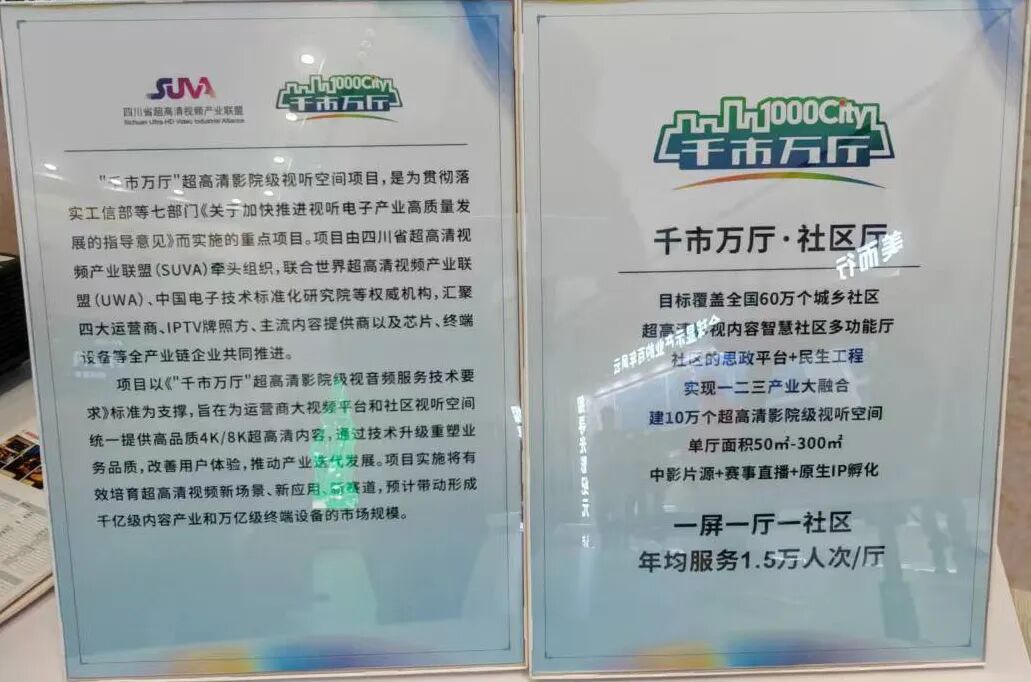 SUVA
四川省超高清视频产业联盟
Sichuan Ultra-HD Video Industrial Alliance
1000City
千市万厅
"千市万厅"超高清影院级视听空间项目，是为贯彻落
实工信部等七部门《关于加快推进视听电子产业高质量发
展的指导意见》而实施的重点项目。项目由四川省超高清视
频产业联盟(SUVA)牵头组织，联合世界超高清视频产业联
盟(UWA)、中国电子技术标准化研究院等权威机构，汇聚
四大运营商、IPTV牌照方、主流内容提供商以及芯片、终端
设备等全产业链企业共同推进。
项目以《"千市万厅"超高清影院级视音频服务技术要
求》标准为支撑，旨在为运营商大视频平台和社区视听空间
统一提供高品质4K/8K超高清内容，通过技术升级重塑业
务品质，改善用户体验，推动产业迭代发展。项目实施将有
效培育超高清视频新场景、新应用、新赛道，预计带动形成
千亿级内容产业和万亿级终端设备的市场规模。
1000City
千市万厅
千市万厅·社区厅
目标覆盖全国60万个城乡社区
超高清影视内容智慧社区多功能厅
社区的思政平台+民生工程
实现一二三产业大融合
建10万个超高清影院级视听空间
单厅面积50㎡-300㎡
中影片源+赛事直播+原生IP孵化
一屏一厅一社区
年均服务1.5万人次/厅